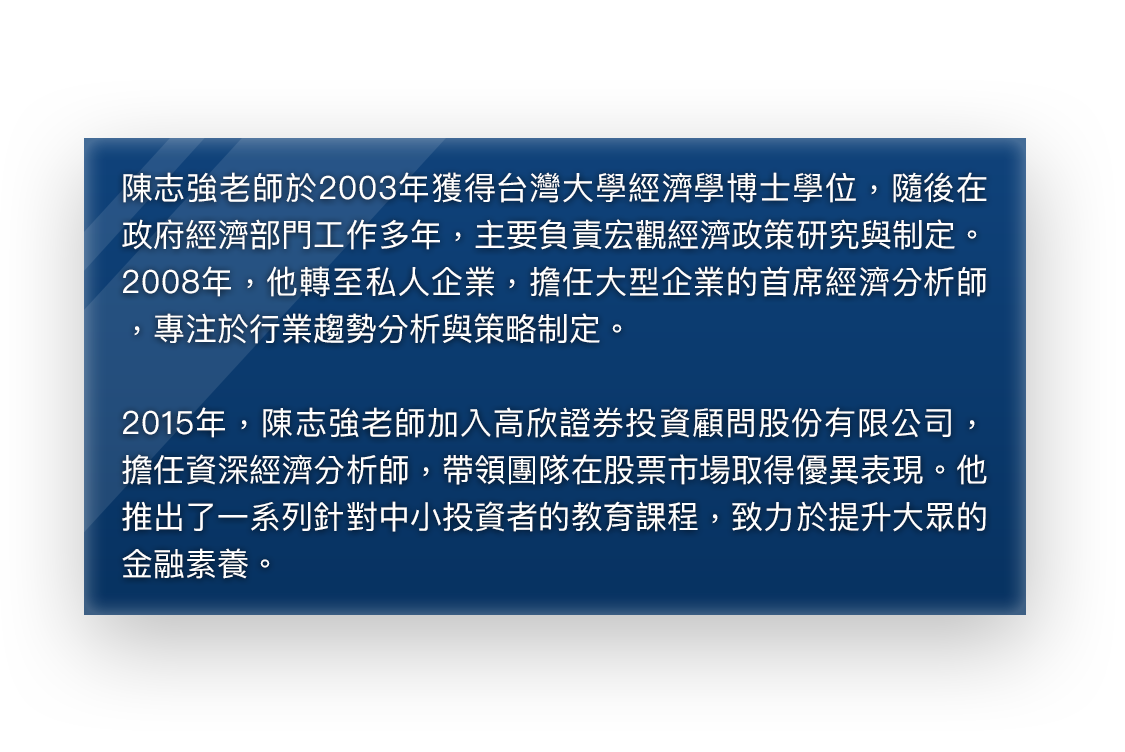 陳志強老師於2003年獲得台灣大學經濟學博士學位，隨後在
政府經濟部門工作多年，主要負責宏觀經濟政策研究與制定。
2008年，他轉至私人企業，擔任大型企業的首席經濟分析師
，專注於行業趨勢分析與策略制定。
2015年，陳志強老師加入高欣證券投資顧問股份有限公司，
擔任資深經濟分析師，帶領團隊在股票市場取得優異表現。他
推出了一系列針對中小投資者的教育課程，致力於提升大眾的
金融素養。